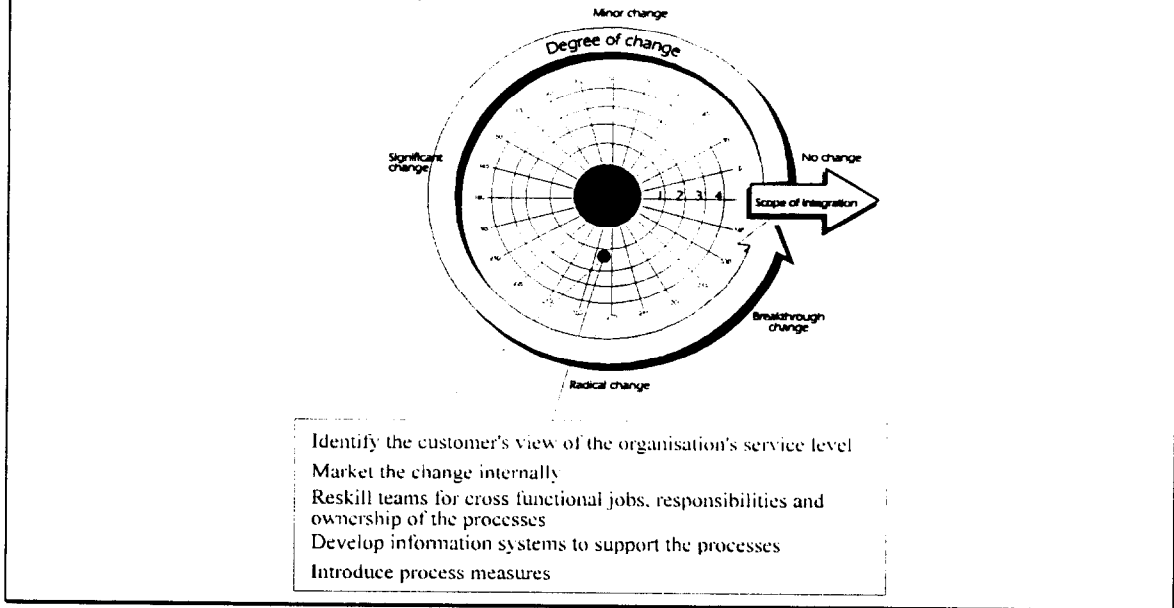 Minor change
Degree of change
Significant
change
No change
1 2 3 4
Scope of Integration
Breakthrough
change
Radical change
Identify the customer's view of the organisation's service level
Market the change internally
Reskill teams for cross functional jobs, responsibilities and
ownership of the processes
Develop information systems to support the processes
Introduce process measures